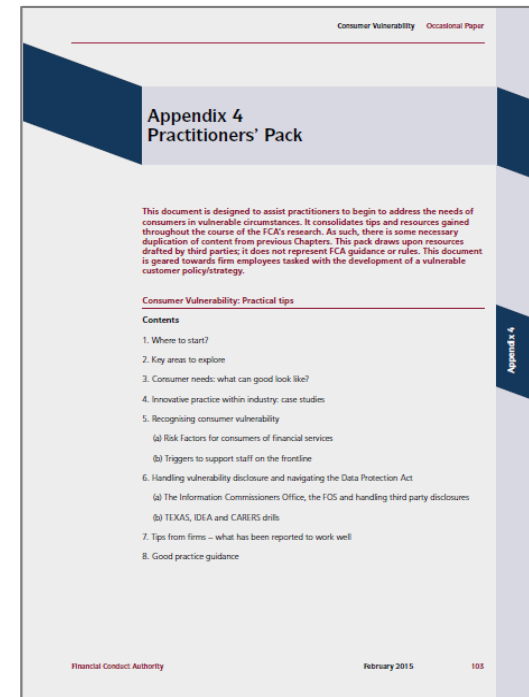 Consumer Vulnerability Occasional Paper
Appendix 4
Practitioners' Pack
This document is designed to assist practitioners to begin to address the needs of
consumers in vulnerable circumstances. It consolidates tips and resources gained
throughout the course of the FCA's research. As such, there is some necessary
duplication of content from previous Chapters. This pack draws upon resources
drafted by third parties; it does not represent FCA guidance or rules. This document
is geared towards firm employees tasked with the development of a vulnerable
customer policy/strategy.
Consumer Vulnerability: Practical tips
Contents
1. Where to start?
2. Key areas to explore
3. Consumer needs: what can good look like?
4. Innovative practice within industry: case studies
5. Recognising consumer vulnerability
(a) Risk Factors for consumers of financial services
(b) Triggers to support staff on the frontline
6. Handling vulnerability disclosure and navigating the Data Protection Act
(a) The Information Commissioners Office, the FOS and handling third party disclosures
(b) TEXAS, IDEA and CARERS drills
7. Tips from firms – what has been reported to work well
8. Good practice guidance
Appendix 4
Financial Conduct Authority February 2015 103